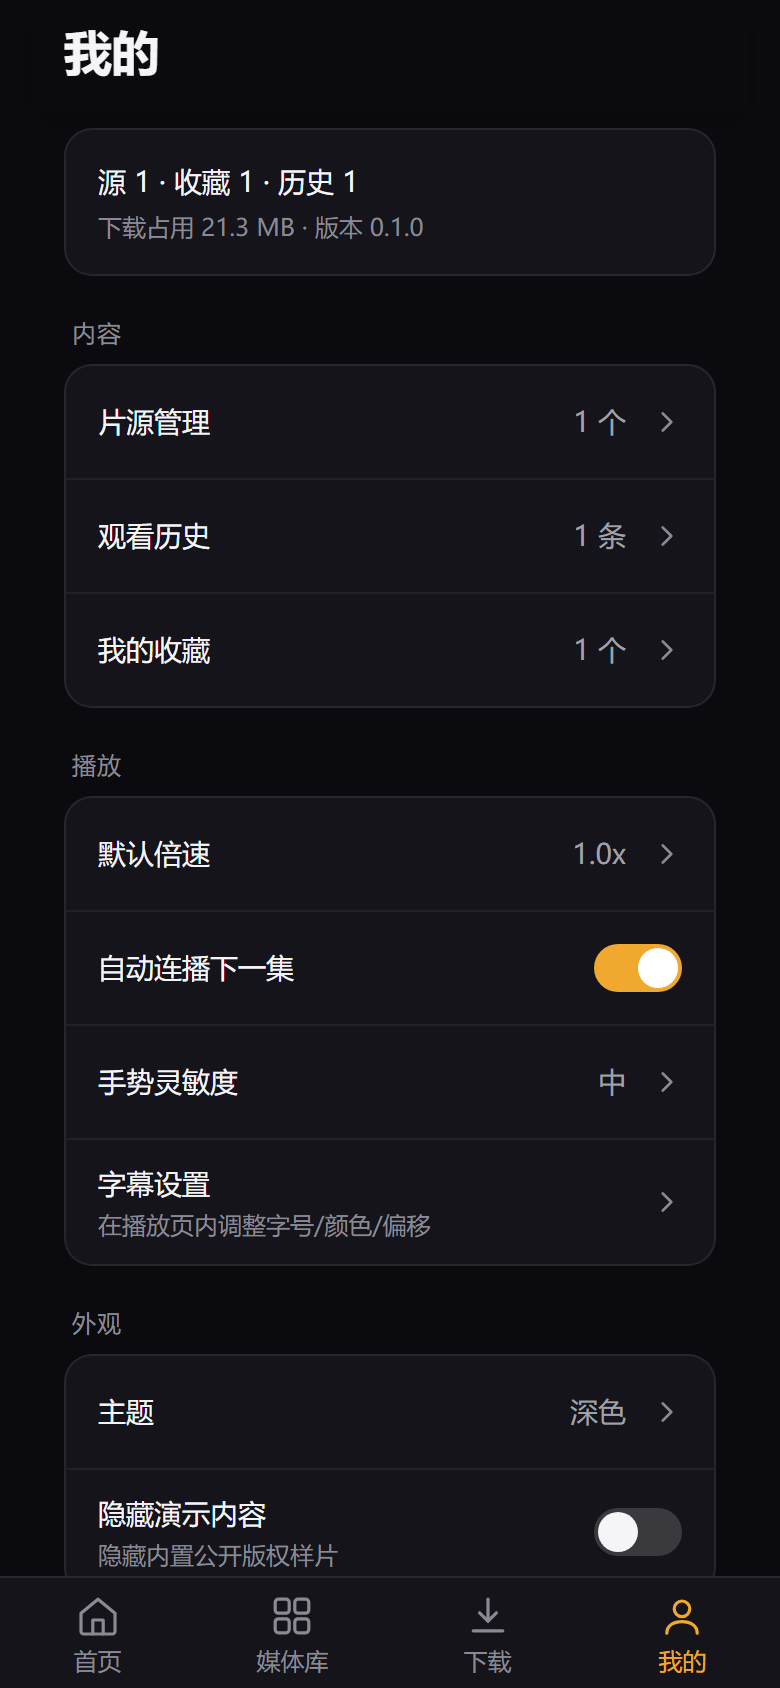 我的
源 1 · 收藏 1 · 历史 1
下载占用 21.3 MB · 版本 0.1.0
内容
片源管理 1 个
观看历史 1 条
我的收藏 1 个
播放
默认倍速 1.0x
自动连播下一集
手势灵敏度 中
字幕设置
在播放页内调整字号/颜色/偏移
外观
主题 深色
隐藏演示内容
隐藏内置公开版权样片
首页 媒体库 下载 我的